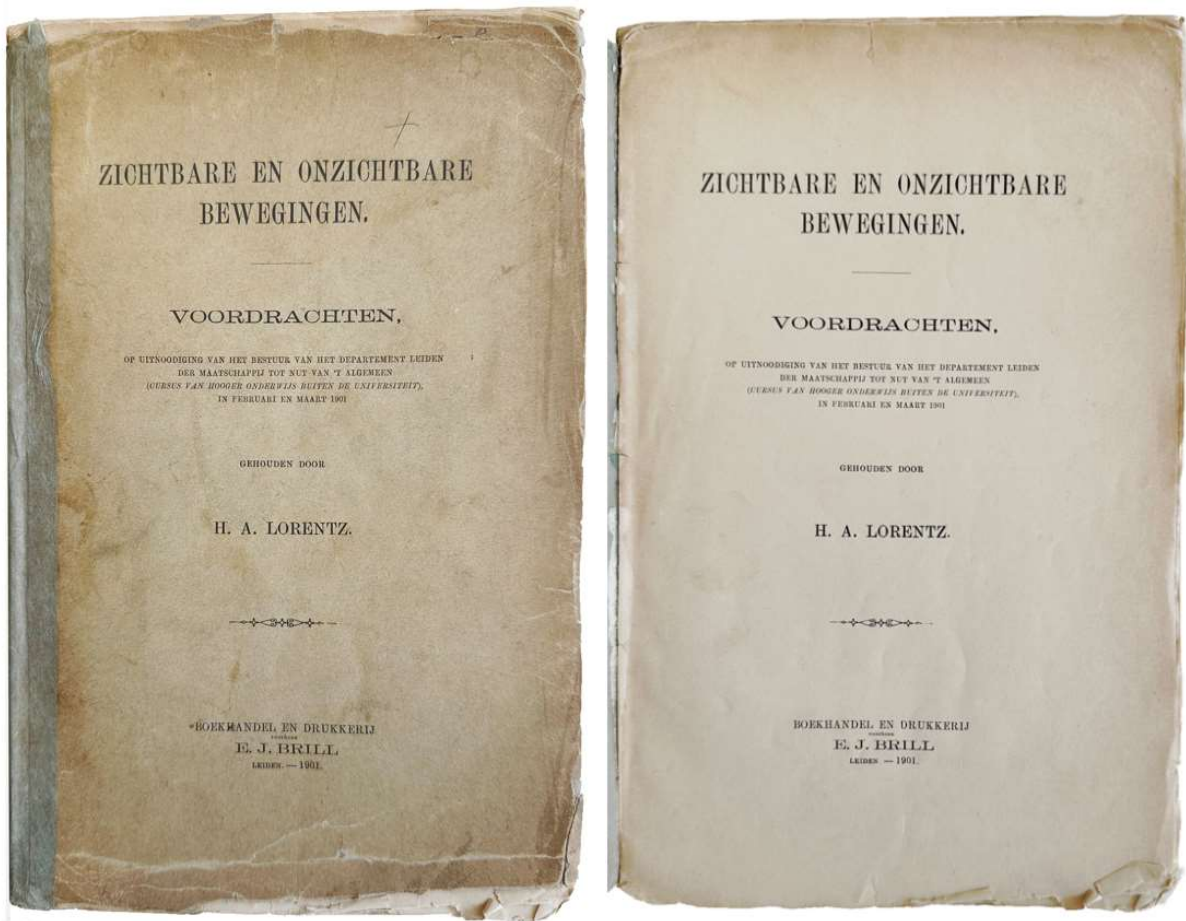 ZICHTBARE EN ONZICHTBARE
BEWEGINGEN.
VOORDRACHTEN,
OP UITNOODIGING VAN HET BESTUUR VAN HET DEPARTEMENT LEIDEN
DER MAATSCHAPPIJ TOT NUT VAN 'T ALGEMEEN
(CURSUS VAN HOOGER ONDERWIJS BUITEN DE UNIVERSITEIT),
IN FEBRUARI EN MAART 1901
GEHOUDEN DOOR
H. A. LORENTZ.
BOEKHANDEL EN DRUKKERIJ
E. J. BRILL
LEIDEN. — 1901.
ZICHTBARE EN ONZICHTBARE
BEWEGINGEN.
VOORDRACHTEN,
OP UITNOODIGING VAN HET BESTUUR VAN HET DEPARTEMENT LEIDEN
DER MAATSCHAPPIJ TOT NUT VAN 'T ALGEMEEN
(CURSUS VAN HOOGER ONDERWIJS BUITEN DE UNIVERSITEIT),
IN FEBRUARI EN MAART 1901
GEHOUDEN DOOR
H. A. LORENTZ.
BOEKHANDEL EN DRUKKERIJ
E. J. BRILL
LEIDEN — 1901.